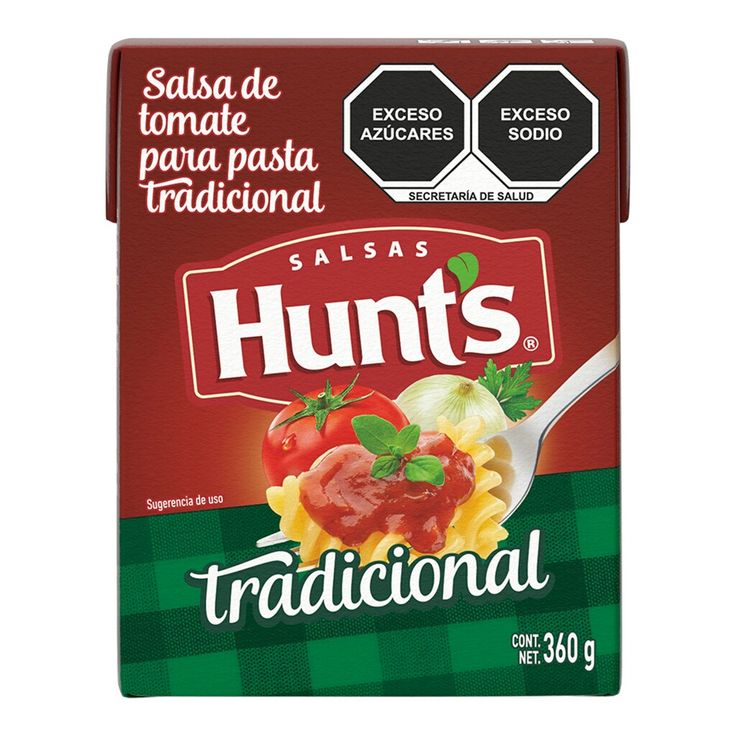 Salsa de
tomate
para pasta
tradicional
EXCESO
AZÚCARES
EXCESO
SODIO
SECRETARÍA DE SALUD
SALSAS
Hunt's®
Sugerencia de uso
tradicional
CONT.
NET. 360 g